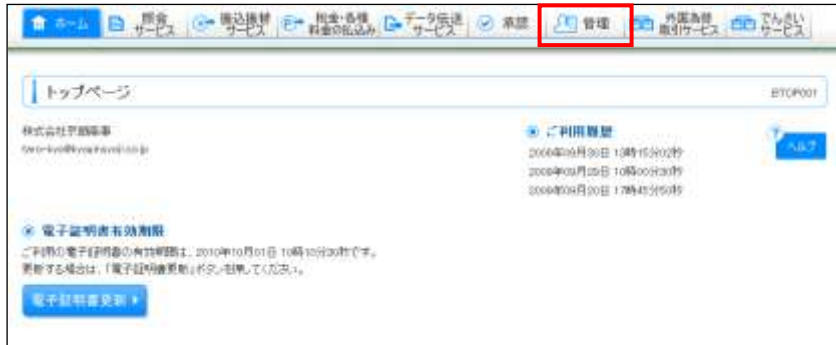 ホーム
照会
サービス
振込振替
サービス
税金・各種
料金の払込み
データ伝送
サービス
承認
管理
外国為替
取引サービス
でんさい
サービス
トップページ
BTOP001
株式会社
ご利用履歴
2009年09月30日 13時15分02秒
2009年09月25日 10時00分30秒
2009年09月20日 17時45分50秒
ヘルプ
電子証明書有効期限
ご利用の電子証明書の有効期限は、2010年10月01日 10時10分30秒です。
更新する場合は、「電子証明書更新」ボタンを押してください。
電子証明書更新